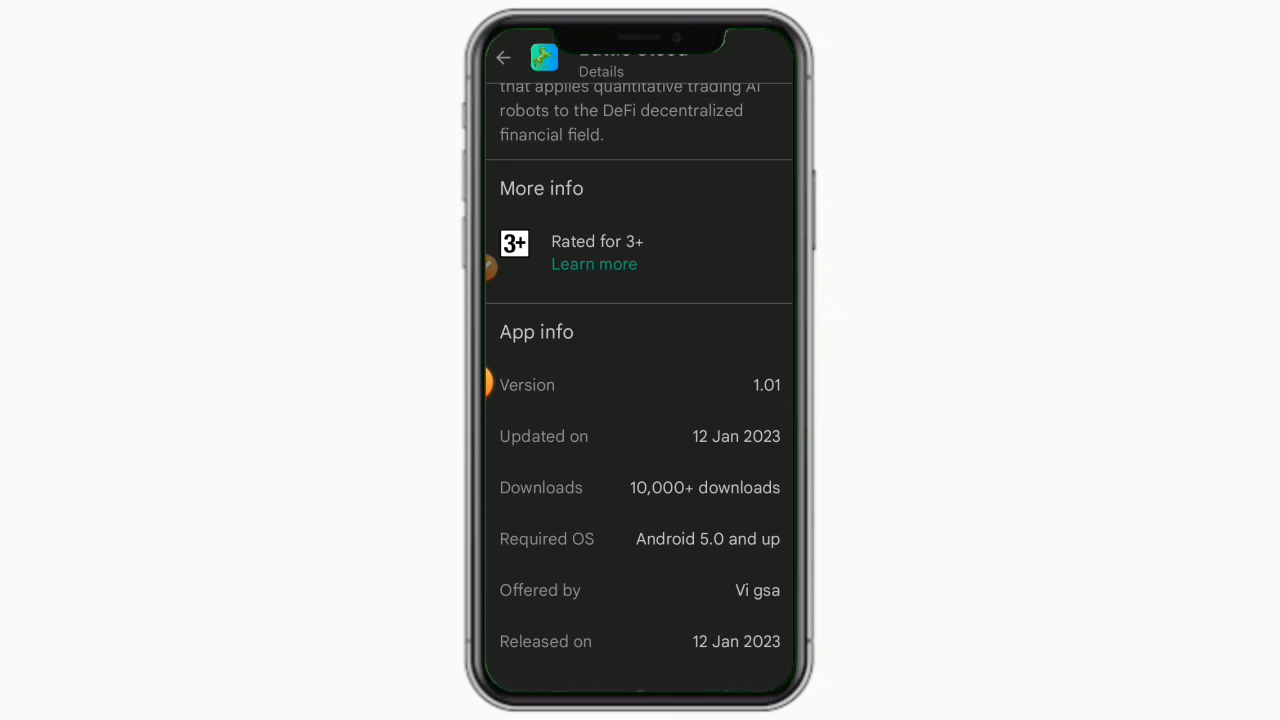 Details
that applies quantitative trading AI
robots to the DeFi decentralized
financial field.
More info
3+
Rated for 3+
Learn more
App info
Version 1.01
Updated on 12 Jan 2023
Downloads 10,000+ downloads
Required OS Android 5.0 and up
Offered by Vi gsa
Released on 12 Jan 2023